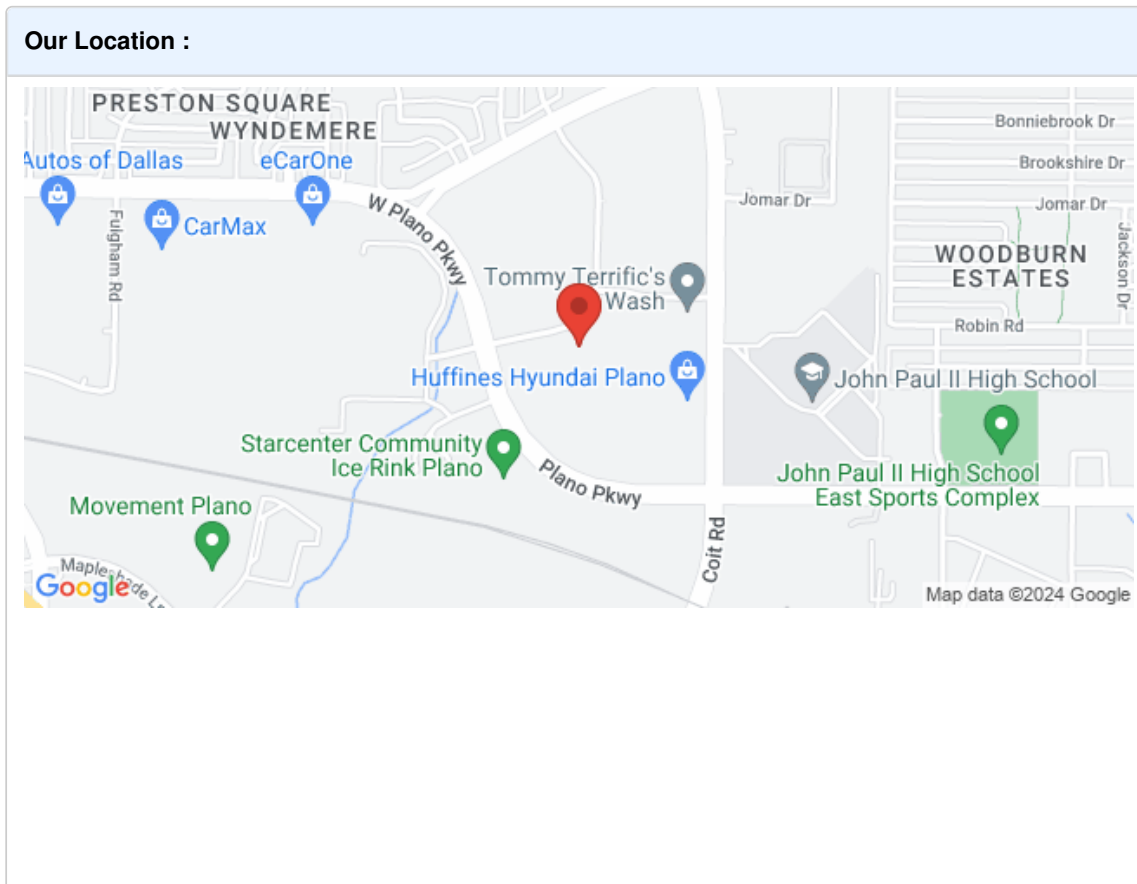 Our Location :
PRESTON SQUARE
WYNDEMERE
Bonniebrook Dr
Autos of Dallas
eCarOne
Brookshire Dr
Jomar Dr
Jomar Dr
CarMax
W Plano Pkwy
Fulgham Rd
Jackson Dr
WOODBURN
ESTATES
Tommy Terrific's
Wash
Robin Rd
Huffines Hyundai Plano
John Paul II High School
Starcenter Community
Ice Rink Plano
Plano Pkwy
John Paul II High School
East Sports Complex
Movement Plano
Coit Rd
Mapleshade Ln
Google
Map data ©2024 Google